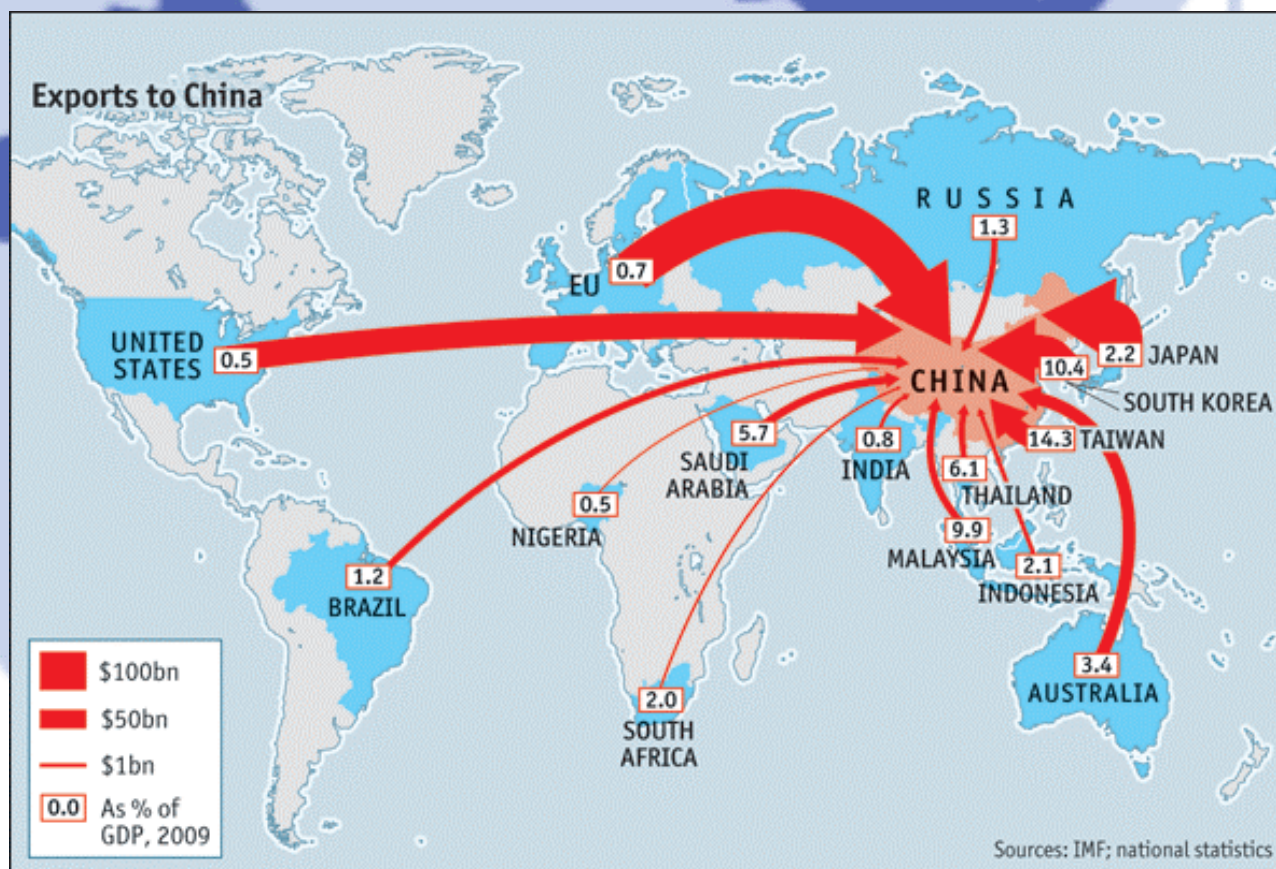 Exports to China
RUSSIA
1.3
EU
0.7
UNITED
STATES
0.5
2.2
JAPAN
10.4
SOUTH KOREA
CHINA
14.3
TAIWAN
5.7
SAUDI
ARABIA
0.8
INDIA
6.1
THAILAND
0.5
NIGERIA
9.9
MALAYSIA
2.1
INDONESIA
1.2
BRAZIL
3.4
AUSTRALIA
2.0
SOUTH
AFRICA
$100bn
$50bn
$1bn
0.0 As % of
GDP, 2009
Sources: IMF; national statistics